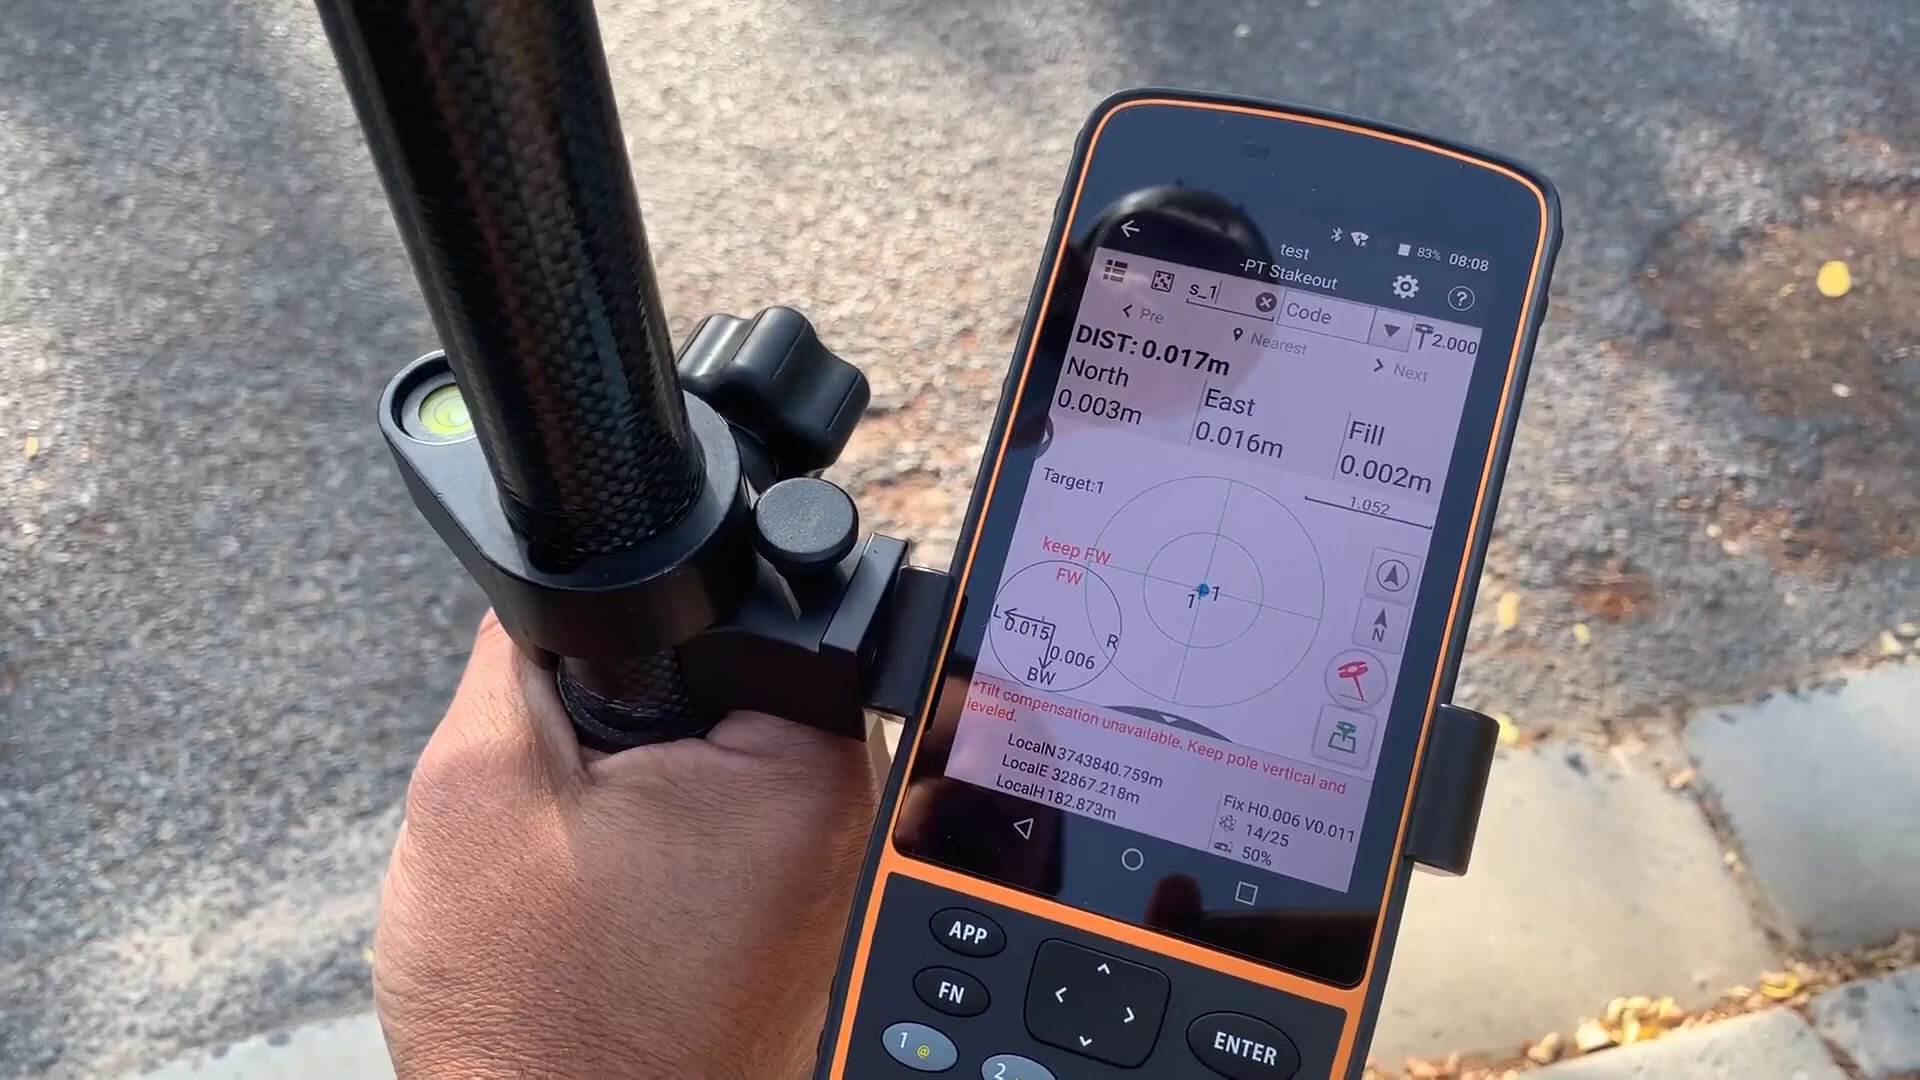 83% 08:08
test
-PT Stakeout
s_1
Code
2.000
Pre
Nearest
Next
DIST: 0.017m
North
0.003m
East
0.016m
Fill
0.002m
Target:1
1.052
keep FW
FW
1 1
L
0.015
R
0.006
BW
N
*Tilt compensation unavailable. Keep pole vertical and
leveled.
LocalN 3743840.759m
LocalE 32867.218m
LocalH 182.873m
Fix H0.006 V0.011
14/25
50%
APP
FN
ENTER
1 @
2